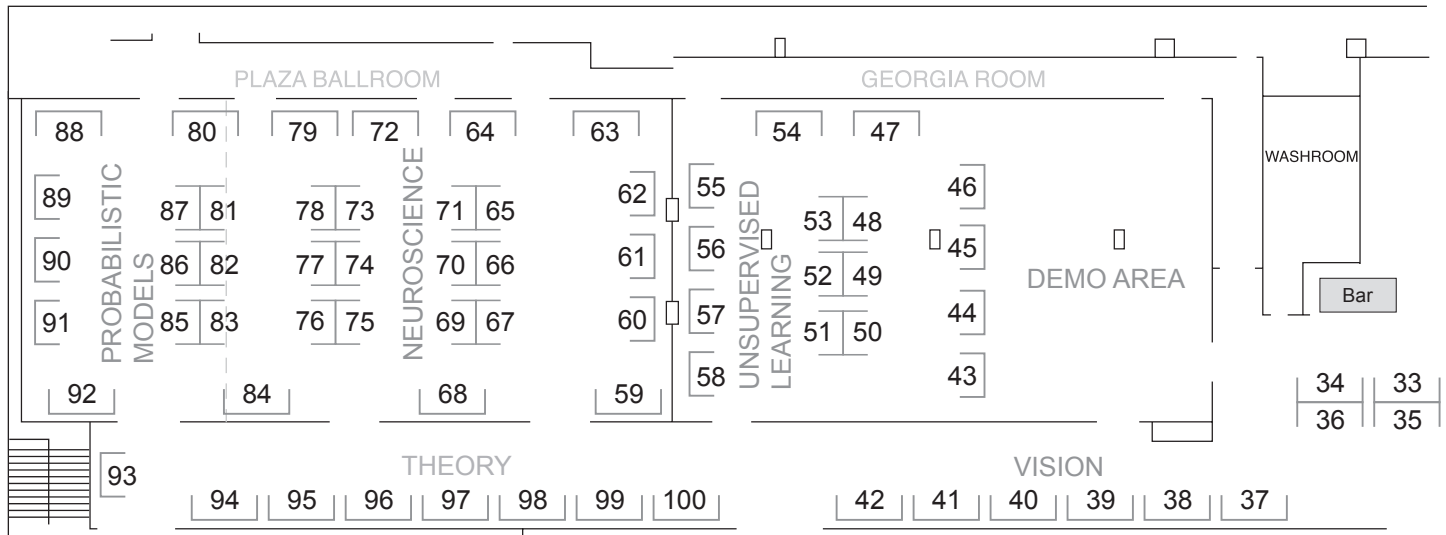 PLAZA BALLROOM GEORGIA ROOM
88 80 79 72 64 63 54 47
WASHROOM
89 87 81 78 73 71 65 62 55 53 48 46
90 86 82 77 74 70 66 61 56 52 49 45
91 85 83 76 75 69 67 60 57 51 50 44
PROBABILISTIC
MODELS
NEUROSCIENCE
UNSUPERVISED
LEARNING
DEMO AREA
Bar
92 84 68 59 58 43
34 33
36 35
THEORY VISION
93
94 95 96 97 98 99 100 42 41 40 39 38 37